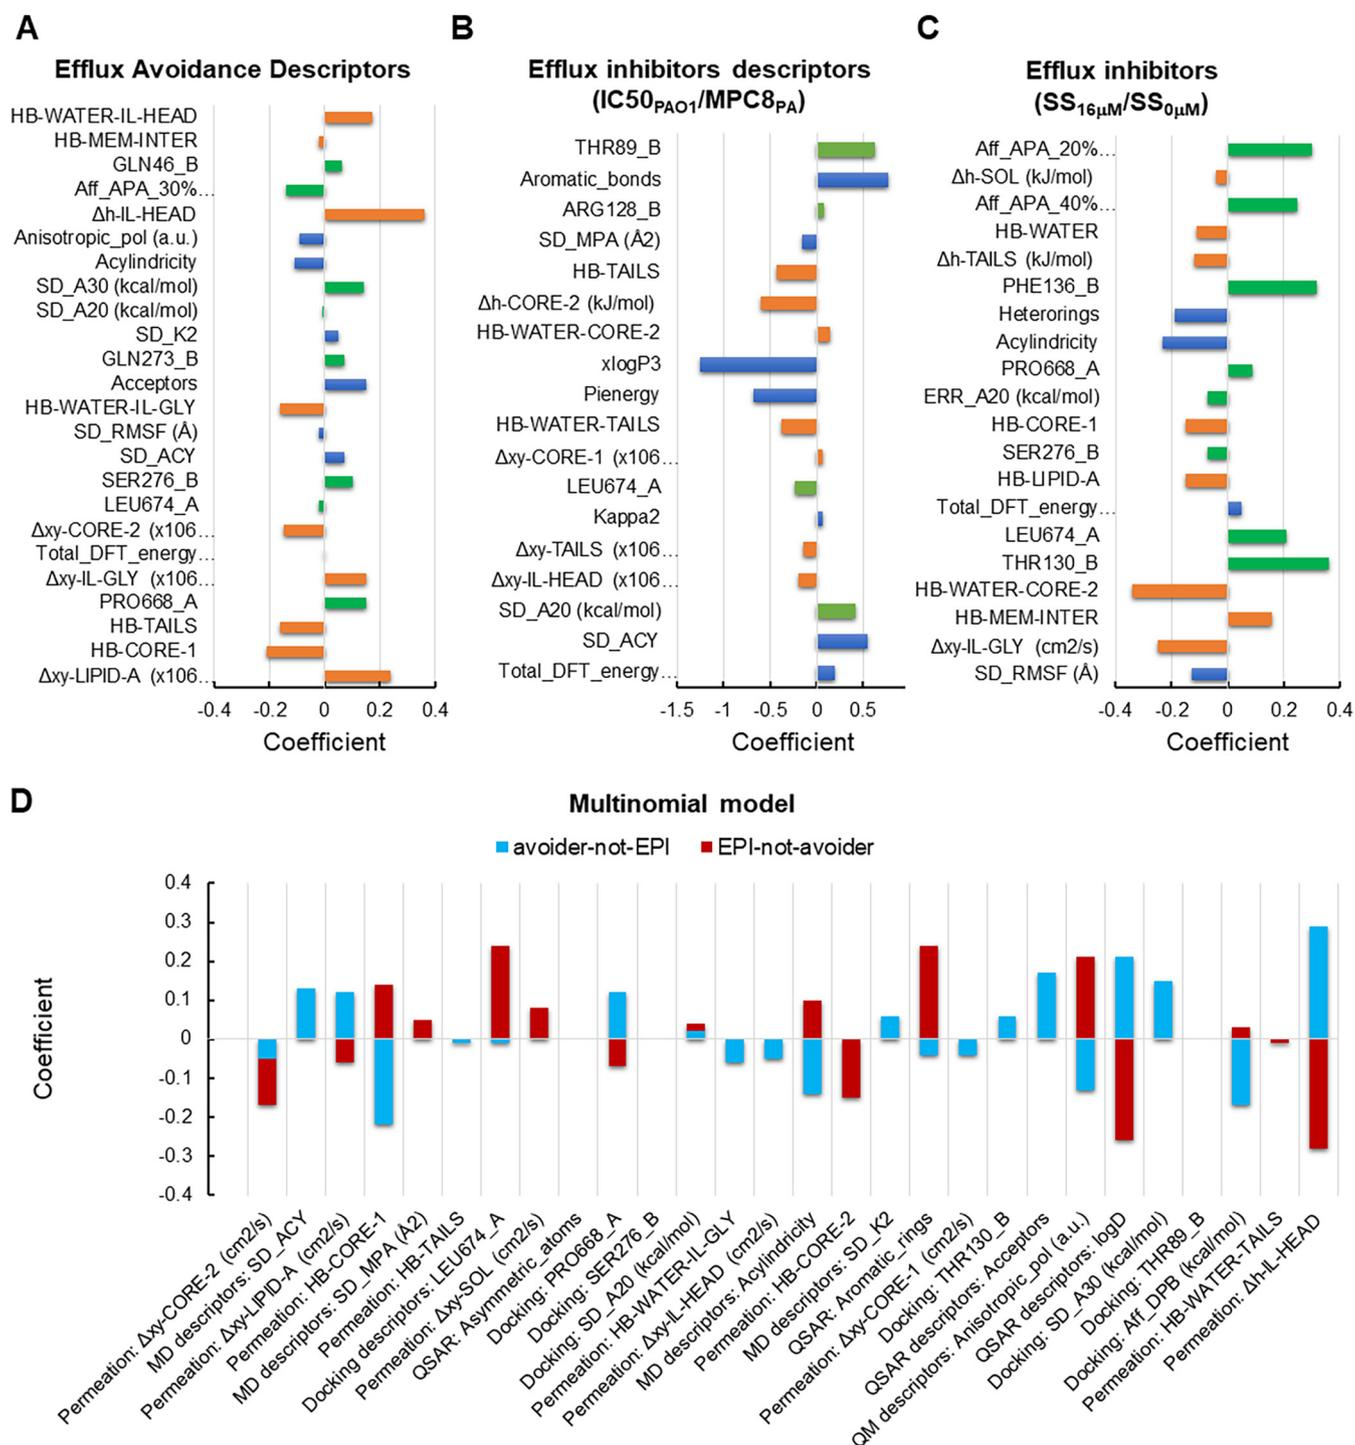 A
Efflux Avoidance Descriptors
HB-WATER-IL-HEAD
HB-MEM-INTER
GLN46_B
Aff_APA_30%...
Δh-IL-HEAD
Anisotropic_pol (a.u.)
Acylindricity
SD_A30 (kcal/mol)
SD_A20 (kcal/mol)
SD_K2
GLN273_B
Acceptors
HB-WATER-IL-GLY
SD_RMSF (Å)
SD_ACY
SER276_B
LEU674_A
Δxy-CORE-2 (x106...
Total_DFT_energy...
Δxy-IL-GLY (x106...
PRO668_A
HB-TAILS
HB-CORE-1
Δxy-LIPID-A (x106...
-0.4 -0.2 0 0.2 0.4
Coefficient
B
Efflux inhibitors descriptors
(IC50PAO1/MPC8PA)
THR89_B
Aromatic_bonds
ARG128_B
SD_MPA (Å2)
HB-TAILS
Δh-CORE-2 (kJ/mol)
HB-WATER-CORE-2
xlogP3
Pienergy
HB-WATER-TAILS
Δxy-CORE-1 (x106...
LEU674_A
Kappa2
Δxy-TAILS (x106...
Δxy-IL-HEAD (x106...
SD_A20 (kcal/mol)
SD_ACY
Total_DFT_energy...
-1.5 -1 -0.5 0 0.5
Coefficient
C
Efflux inhibitors
(SS16μM/SS0μM)
Aff_APA_20%...
Δh-SOL (kJ/mol)
Aff_APA_40%...
HB-WATER
Δh-TAILS (kJ/mol)
PHE136_B
Heterorings
Acylindricity
PRO668_A
ERR_A20 (kcal/mol)
HB-CORE-1
SER276_B
HB-LIPID-A
Total_DFT_energy...
LEU674_A
THR130_B
HB-WATER-CORE-2
HB-MEM-INTER
Δxy-IL-GLY (cm2/s)
SD_RMSF (Å)
-0.4 -0.2 0 0.2 0.4
Coefficient
D
Multinomial model
avoider-not-EPI EPI-not-avoider
Coefficient
0.4
0.3
0.2
0.1
0
-0.1
-0.2
-0.3
-0.4
Permeation: Δxy-CORE-2 (cm2/s)
MD descriptors: SD_ACY
Permeation: Δxy-LIPID-A (cm2/s)
Permeation: HB-CORE-1
MD descriptors: SD_MPA (Å2)
Permeation: HB-TAILS
Docking descriptors: LEU674_A
Permeation: Δxy-SOL (cm2/s)
QSAR: Asymmetric_atoms
Docking: PRO668_A
Docking: SER276_B
Docking: SD_A20 (kcal/mol)
Permeation: HB-WATER-IL-GLY
Permeation: Δxy-IL-HEAD (cm2/s)
MD descriptors: Acylindricity
Permeation: HB-CORE-2
MD descriptors: SD_K2
QSAR: Aromatic_rings
Permeation: Δxy-CORE-1 (cm2/s)
Docking: THR130_B
QSAR descriptors: Acceptors
QM descriptors: Anisotropic_pol (a.u.)
QSAR descriptors: logD
Docking: SD_A30 (kcal/mol)
Docking: THR89_B
Docking: Aff_DPB (kcal/mol)
Permeation: HB-WATER-TAILS
Permeation: Δh-IL-HEAD